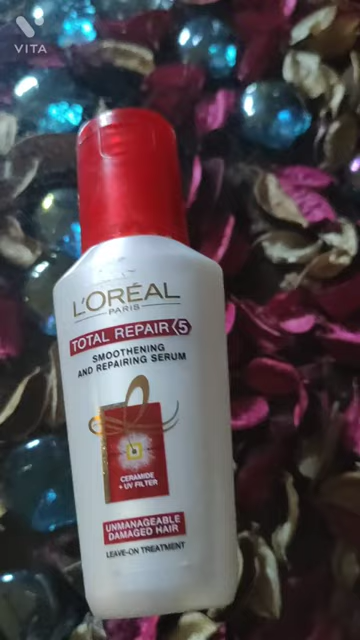 VITA
L'ORÉAL
PARIS
TOTAL REPAIR 5
SMOOTHENING
AND REPAIRING SERUM
CERAMIDE
+ UV FILTER
UNMANAGEABLE
DAMAGED HAIR
LEAVE-ON TREATMENT